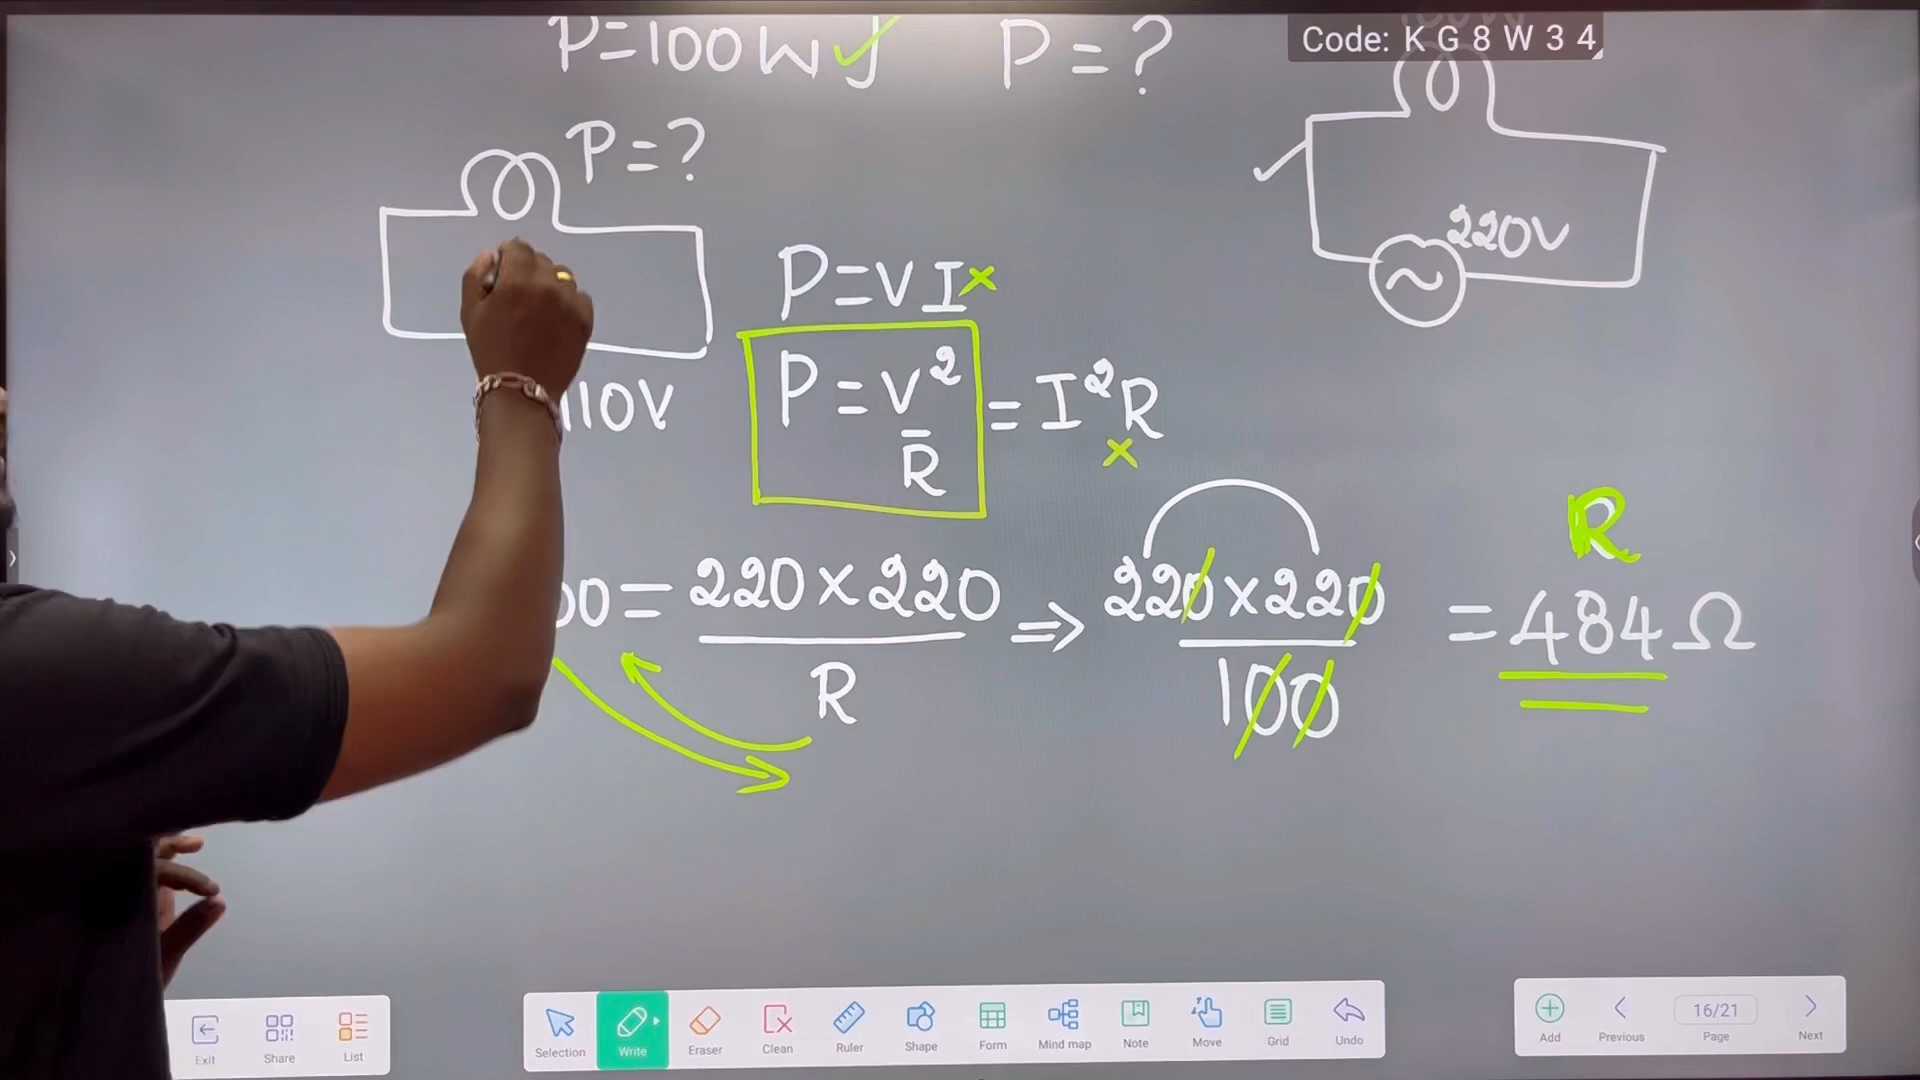 P=100W P=?
Code: K G 8 W 3 4
P=?
220V
P=VI×
P=V²/R = I²R
×
110V
00=220×220/R ⇒ 220×220/100 =484Ω
R
Exit Share List
Selection Write Eraser Clean Ruler Shape Form Mind map Note Move Grid Undo
Add Previous 16/21 Page Next